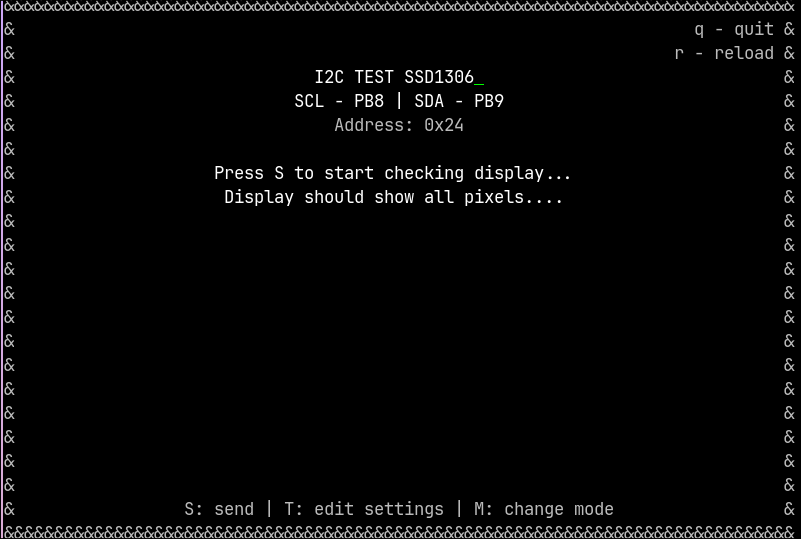 &&&&&&&&&&&&&&&&&&&&&&&&&&&&&&&&&&&&&&&&&&&&&&&&&&&&&&&&&&&&&&&&&&&&&&&&&&&&&&&
& q - quit &
& r - reload &
& I2C TEST SSD1306_ &
& SCL - PB8 | SDA - PB9 &
& Address: 0x24 &
& &
& Press S to start checking display... &
& Display should show all pixels.... &
& &
& &
& &
& &
& &
& &
& &
& &
& &
& &
& &
& &
& S: send | T: edit settings | M: change mode &
&&&&&&&&&&&&&&&&&&&&&&&&&&&&&&&&&&&&&&&&&&&&&&&&&&&&&&&&&&&&&&&&&&&&&&&&&&&&&&&